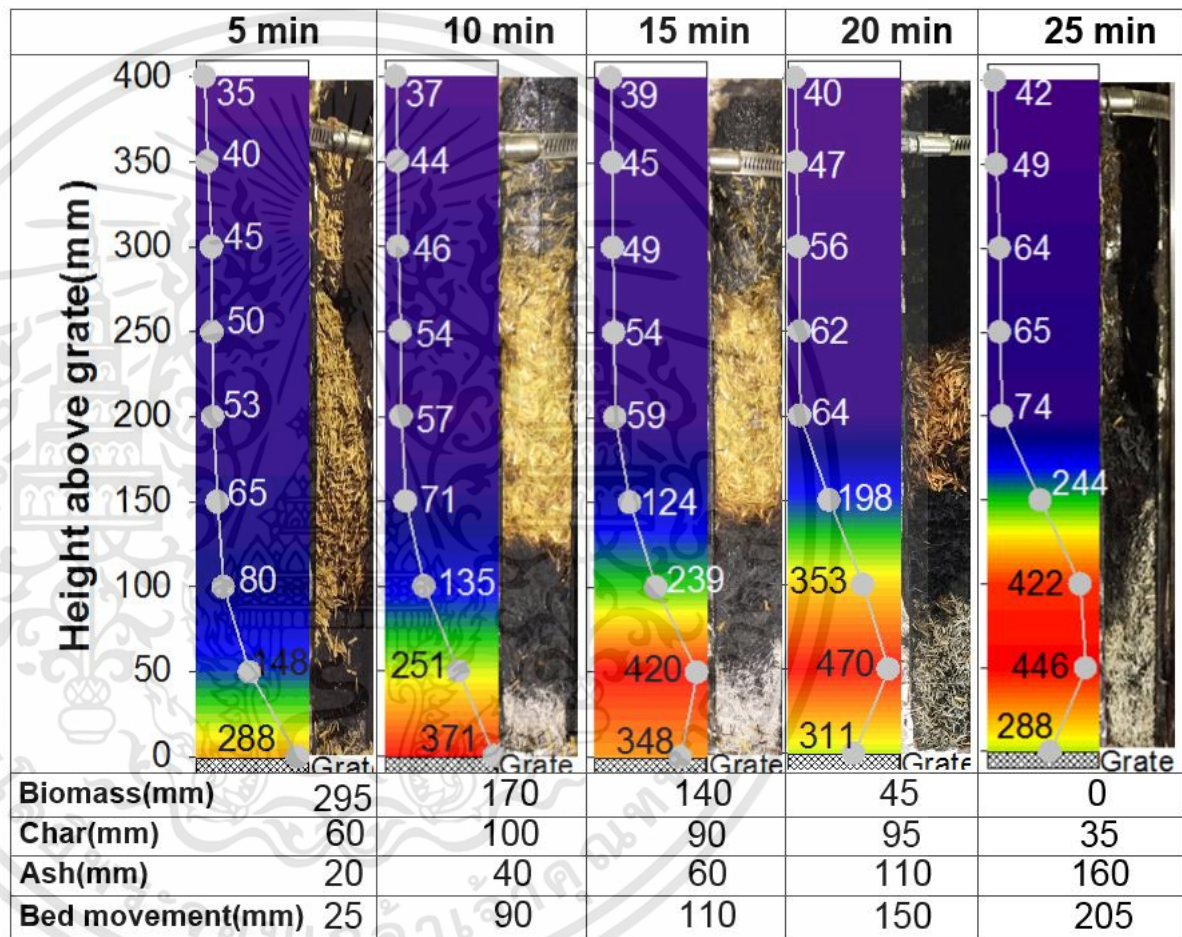 5 min 10 min 15 min 20 min 25 min
Height above grate(mm)
400 35 37 39 40 42
350 40 44 45 47 49
300 45 46 49 56 64
250 50 54 54 62 65
200 53 57 59 64 74
150 65 71 124 198 244
100 80 135 239 353 422
50 148 251 420 470 446
0 288 371 348 311 288
Grate Grate Grate Grate Grate
Biomass(mm) 295 170 140 45 0
Char(mm) 60 100 90 95 35
Ash(mm) 20 40 60 110 160
Bed movement(mm) 25 90 110 150 205